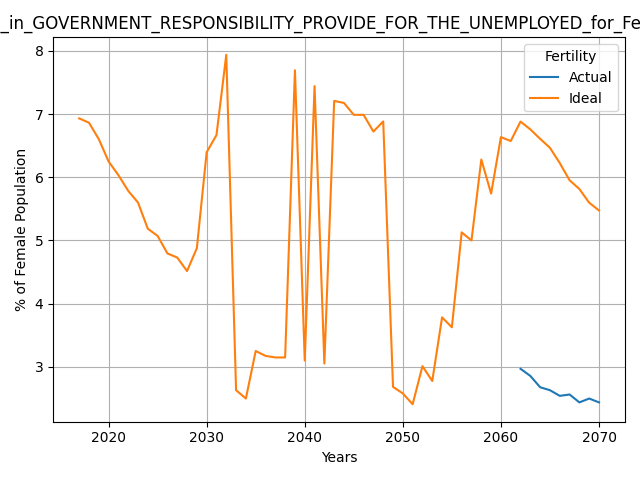 _in_GOVERNMENT_RESPONSIBILITY_PROVIDE_FOR_THE_UNEMPLOYED_for_Fe
Fertility
Actual
Ideal
% of Female Population
8
7
6
5
4
3
2020 2030 2040 2050 2060 2070
Years